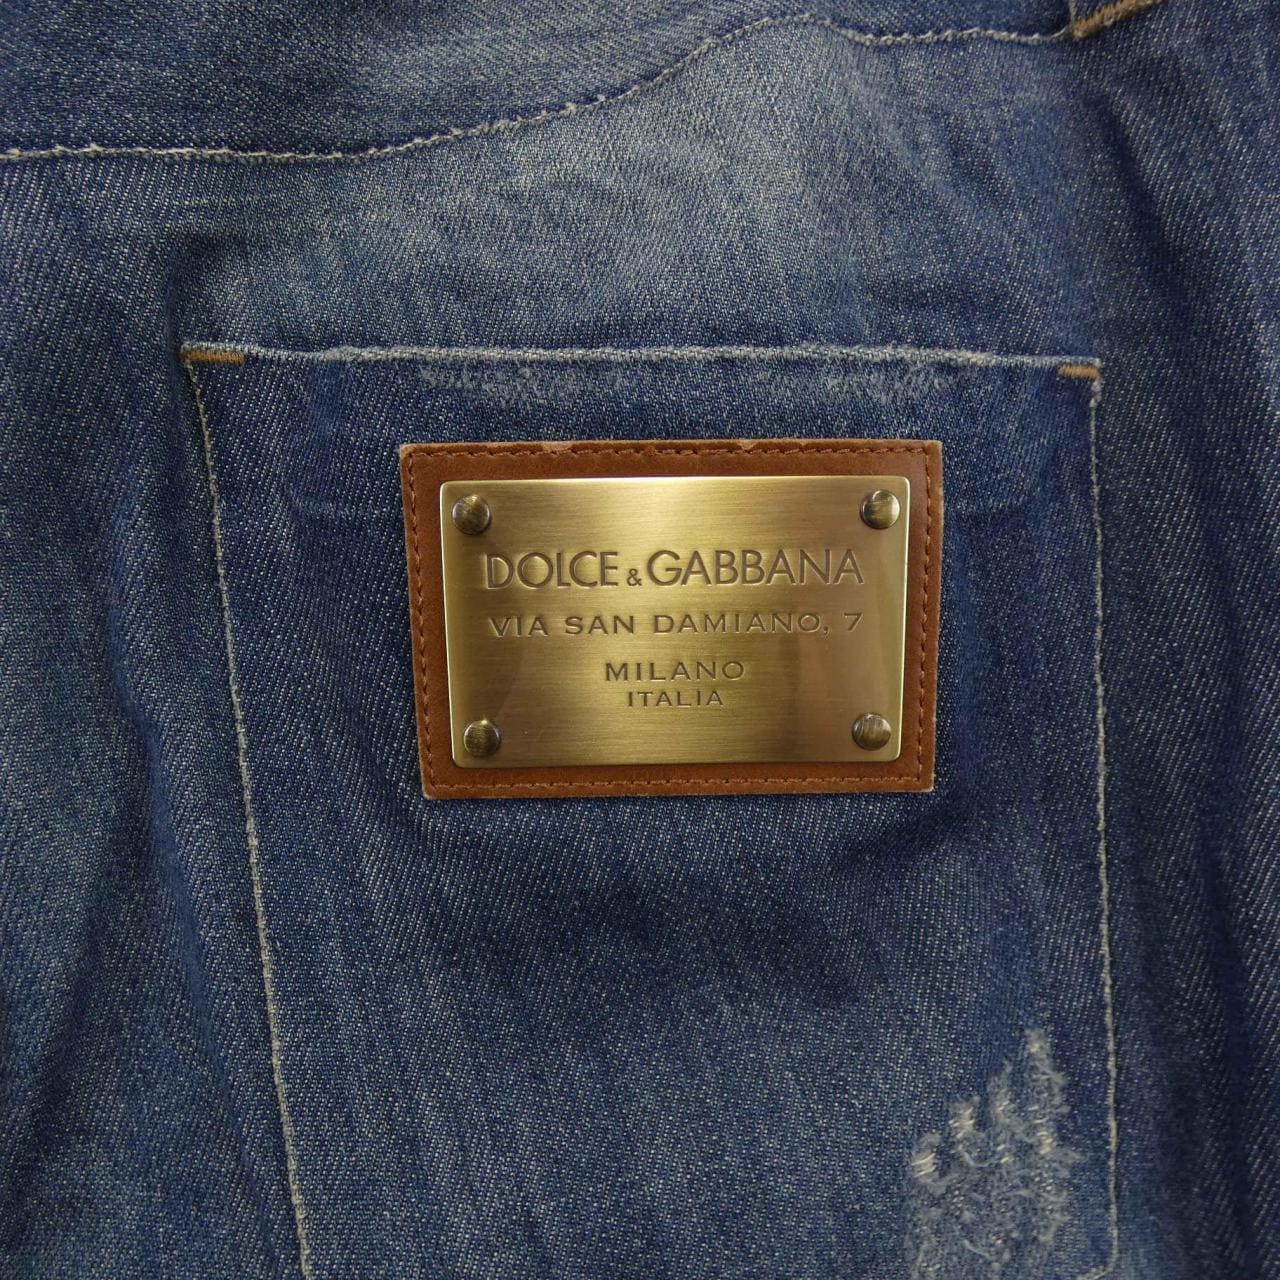 DOLCE & GABBANA
VIA SAN DAMIANO, 7
MILANO
ITALIA